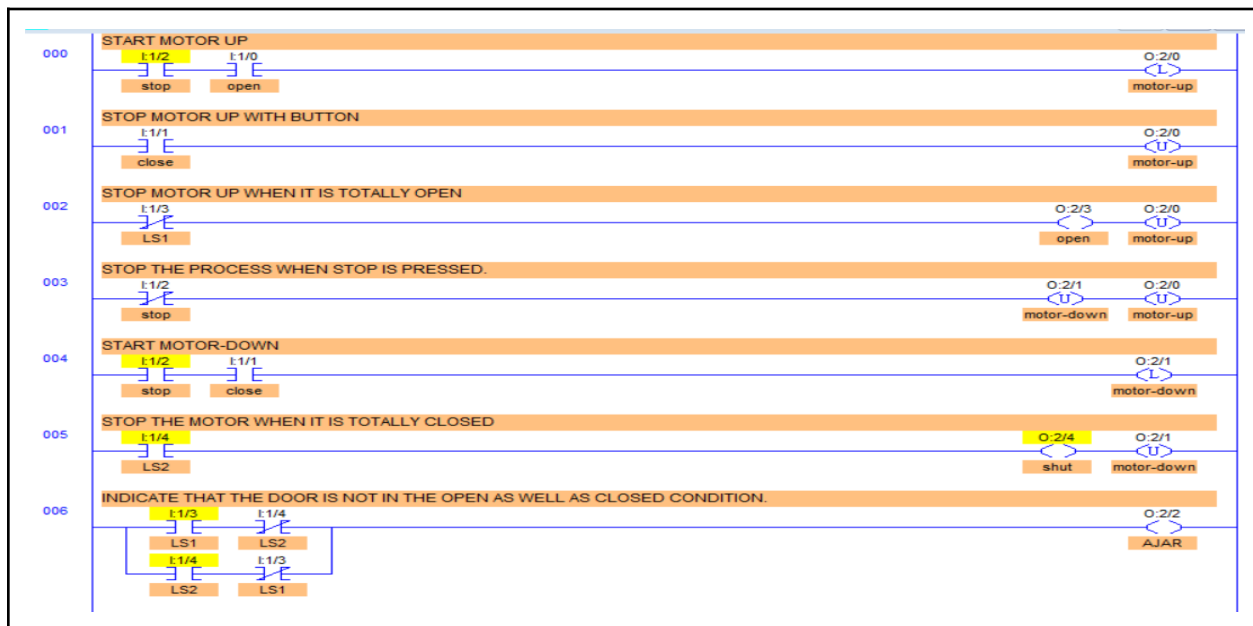 START MOTOR UP
000
I:1/2 I:1/0 O:2/0
L
stop open motor-up
STOP MOTOR UP WITH BUTTON
001
I:1/1 O:2/0
U
close motor-up
STOP MOTOR UP WHEN IT IS TOTALLY OPEN
002
I:1/3 O:2/3 O:2/0
U
LS1 open motor-up
STOP THE PROCESS WHEN STOP IS PRESSED.
003
I:1/2 O:2/1 O:2/0
U U
stop motor-down motor-up
START MOTOR-DOWN
004
I:1/2 I:1/1 O:2/1
L
stop close motor-down
STOP THE MOTOR WHEN IT IS TOTALLY CLOSED
005
I:1/4 O:2/4 O:2/1
U
LS2 shut motor-down
INDICATE THAT THE DOOR IS NOT IN THE OPEN AS WELL AS CLOSED CONDITION.
006
I:1/3 I:1/4 O:2/2
LS1 LS2 AJAR
I:1/4 I:1/3
LS2 LS1